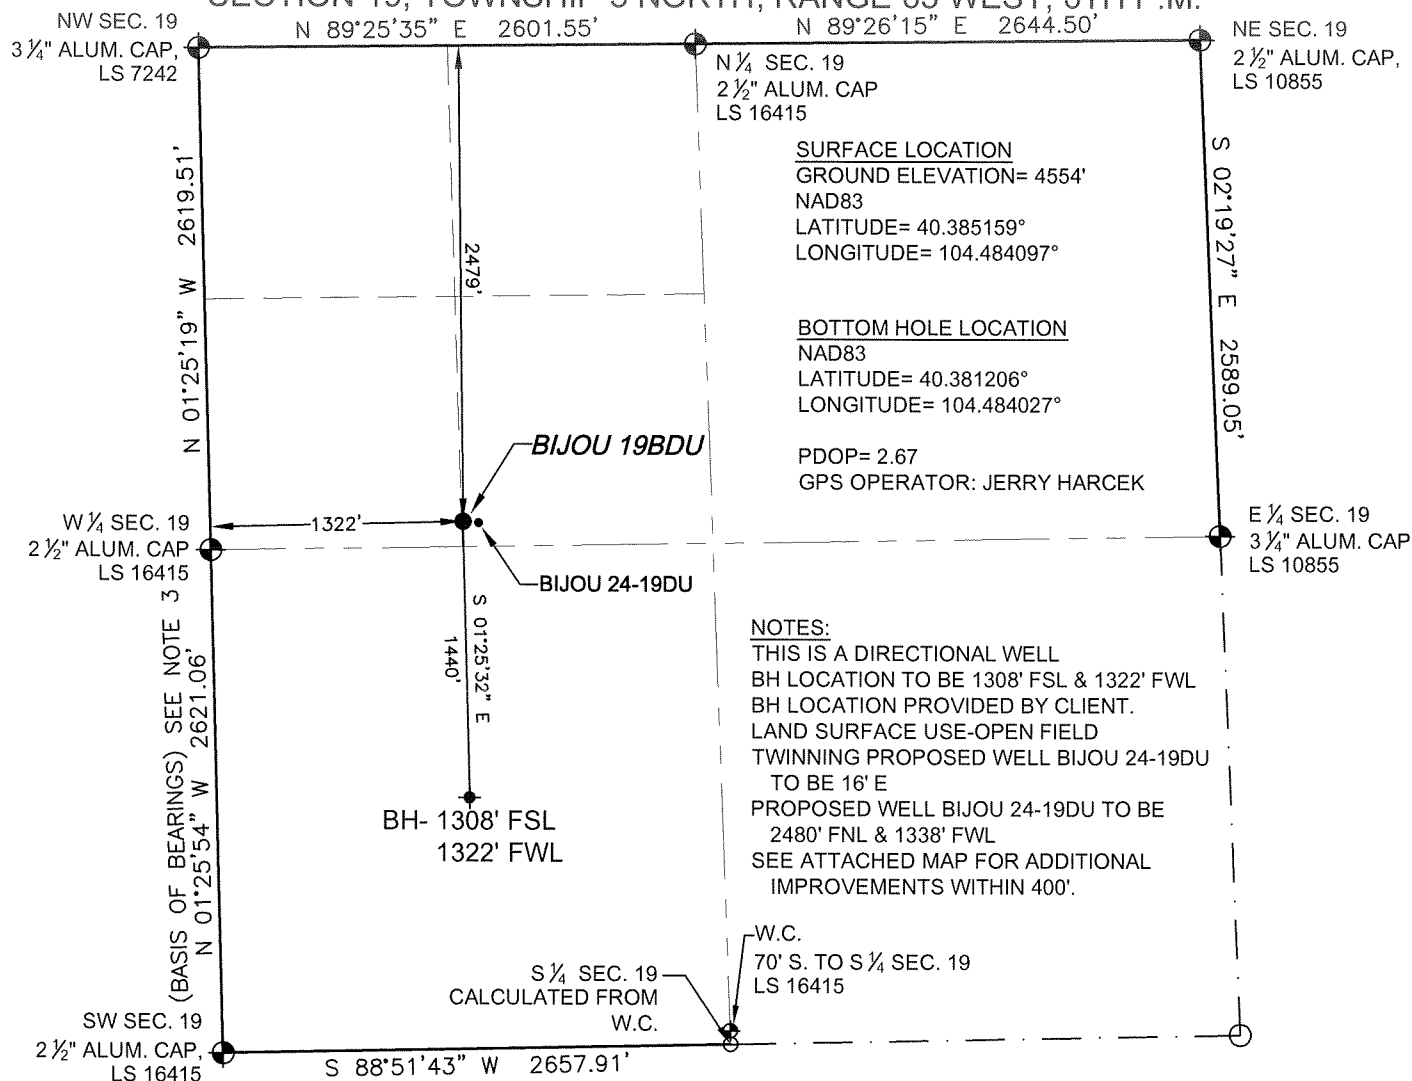 NW SEC. 19
3 ¼" ALUM. CAP,
LS 7242
N 89°25'35" E 2601.55'
N 89°26'15" E 2644.50'
NE SEC. 19
2 ½" ALUM. CAP,
LS 10855
N ¼ SEC. 19
2 ½" ALUM. CAP
LS 16415
SURFACE LOCATION
GROUND ELEVATION= 4554'
NAD83
LATITUDE= 40.385159°
LONGITUDE= 104.484097°
BOTTOM HOLE LOCATION
NAD83
LATITUDE= 40.381206°
LONGITUDE= 104.484027°
PDOP= 2.67
GPS OPERATOR: JERRY HARCEK
N 01°25'19" W 2619.51'
2479'
S 02°19'27" E 2589.05'
BIJOU 19BDU
1322'
BIJOU 24-19DU
W ¼ SEC. 19
2 ½" ALUM. CAP
LS 16415
E ¼ SEC. 19
3 ¼" ALUM. CAP
LS 10855
S 01°25'32" E
1440'
(BASIS OF BEARINGS) SEE NOTE 3
N 01°25'54" W 2621.06'
BH- 1308' FSL
1322' FWL
NOTES:
THIS IS A DIRECTIONAL WELL
BH LOCATION TO BE 1308' FSL & 1322' FWL
BH LOCATION PROVIDED BY CLIENT.
LAND SURFACE USE-OPEN FIELD
TWINNING PROPOSED WELL BIJOU 24-19DU
TO BE 16' E
PROPOSED WELL BIJOU 24-19DU TO BE
2480' FNL & 1338' FWL
SEE ATTACHED MAP FOR ADDITIONAL
IMPROVEMENTS WITHIN 400'.
W.C.
70' S. TO S ¼ SEC. 19
LS 16415
S ¼ SEC. 19
CALCULATED FROM
W.C.
SW SEC. 19
2 ½" ALUM. CAP,
LS 16415
S 88°51'43" W 2657.91'